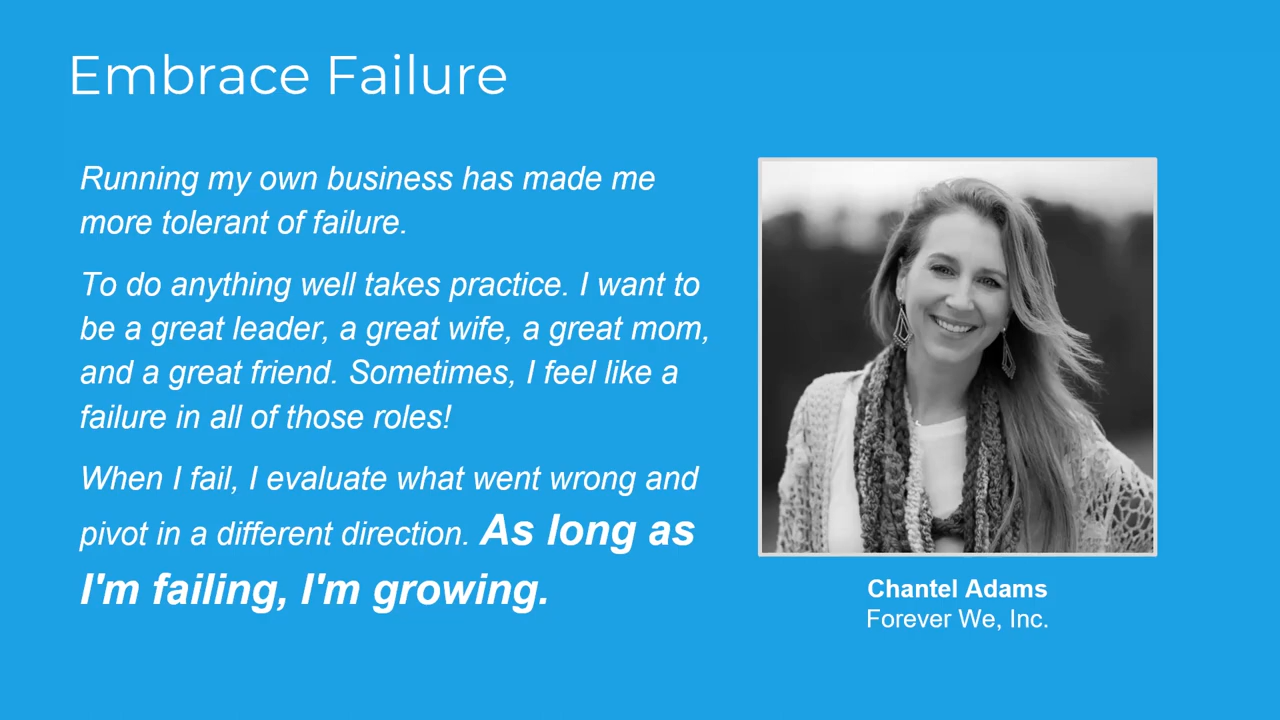 Embrace Failure
Running my own business has made me
more tolerant of failure.
To do anything well takes practice. I want to
be a great leader, a great wife, a great mom,
and a great friend. Sometimes, I feel like a
failure in all of those roles!
When I fail, I evaluate what went wrong and
pivot in a different direction. As long as
I'm failing, I'm growing.
Chantel Adams
Forever We, Inc.